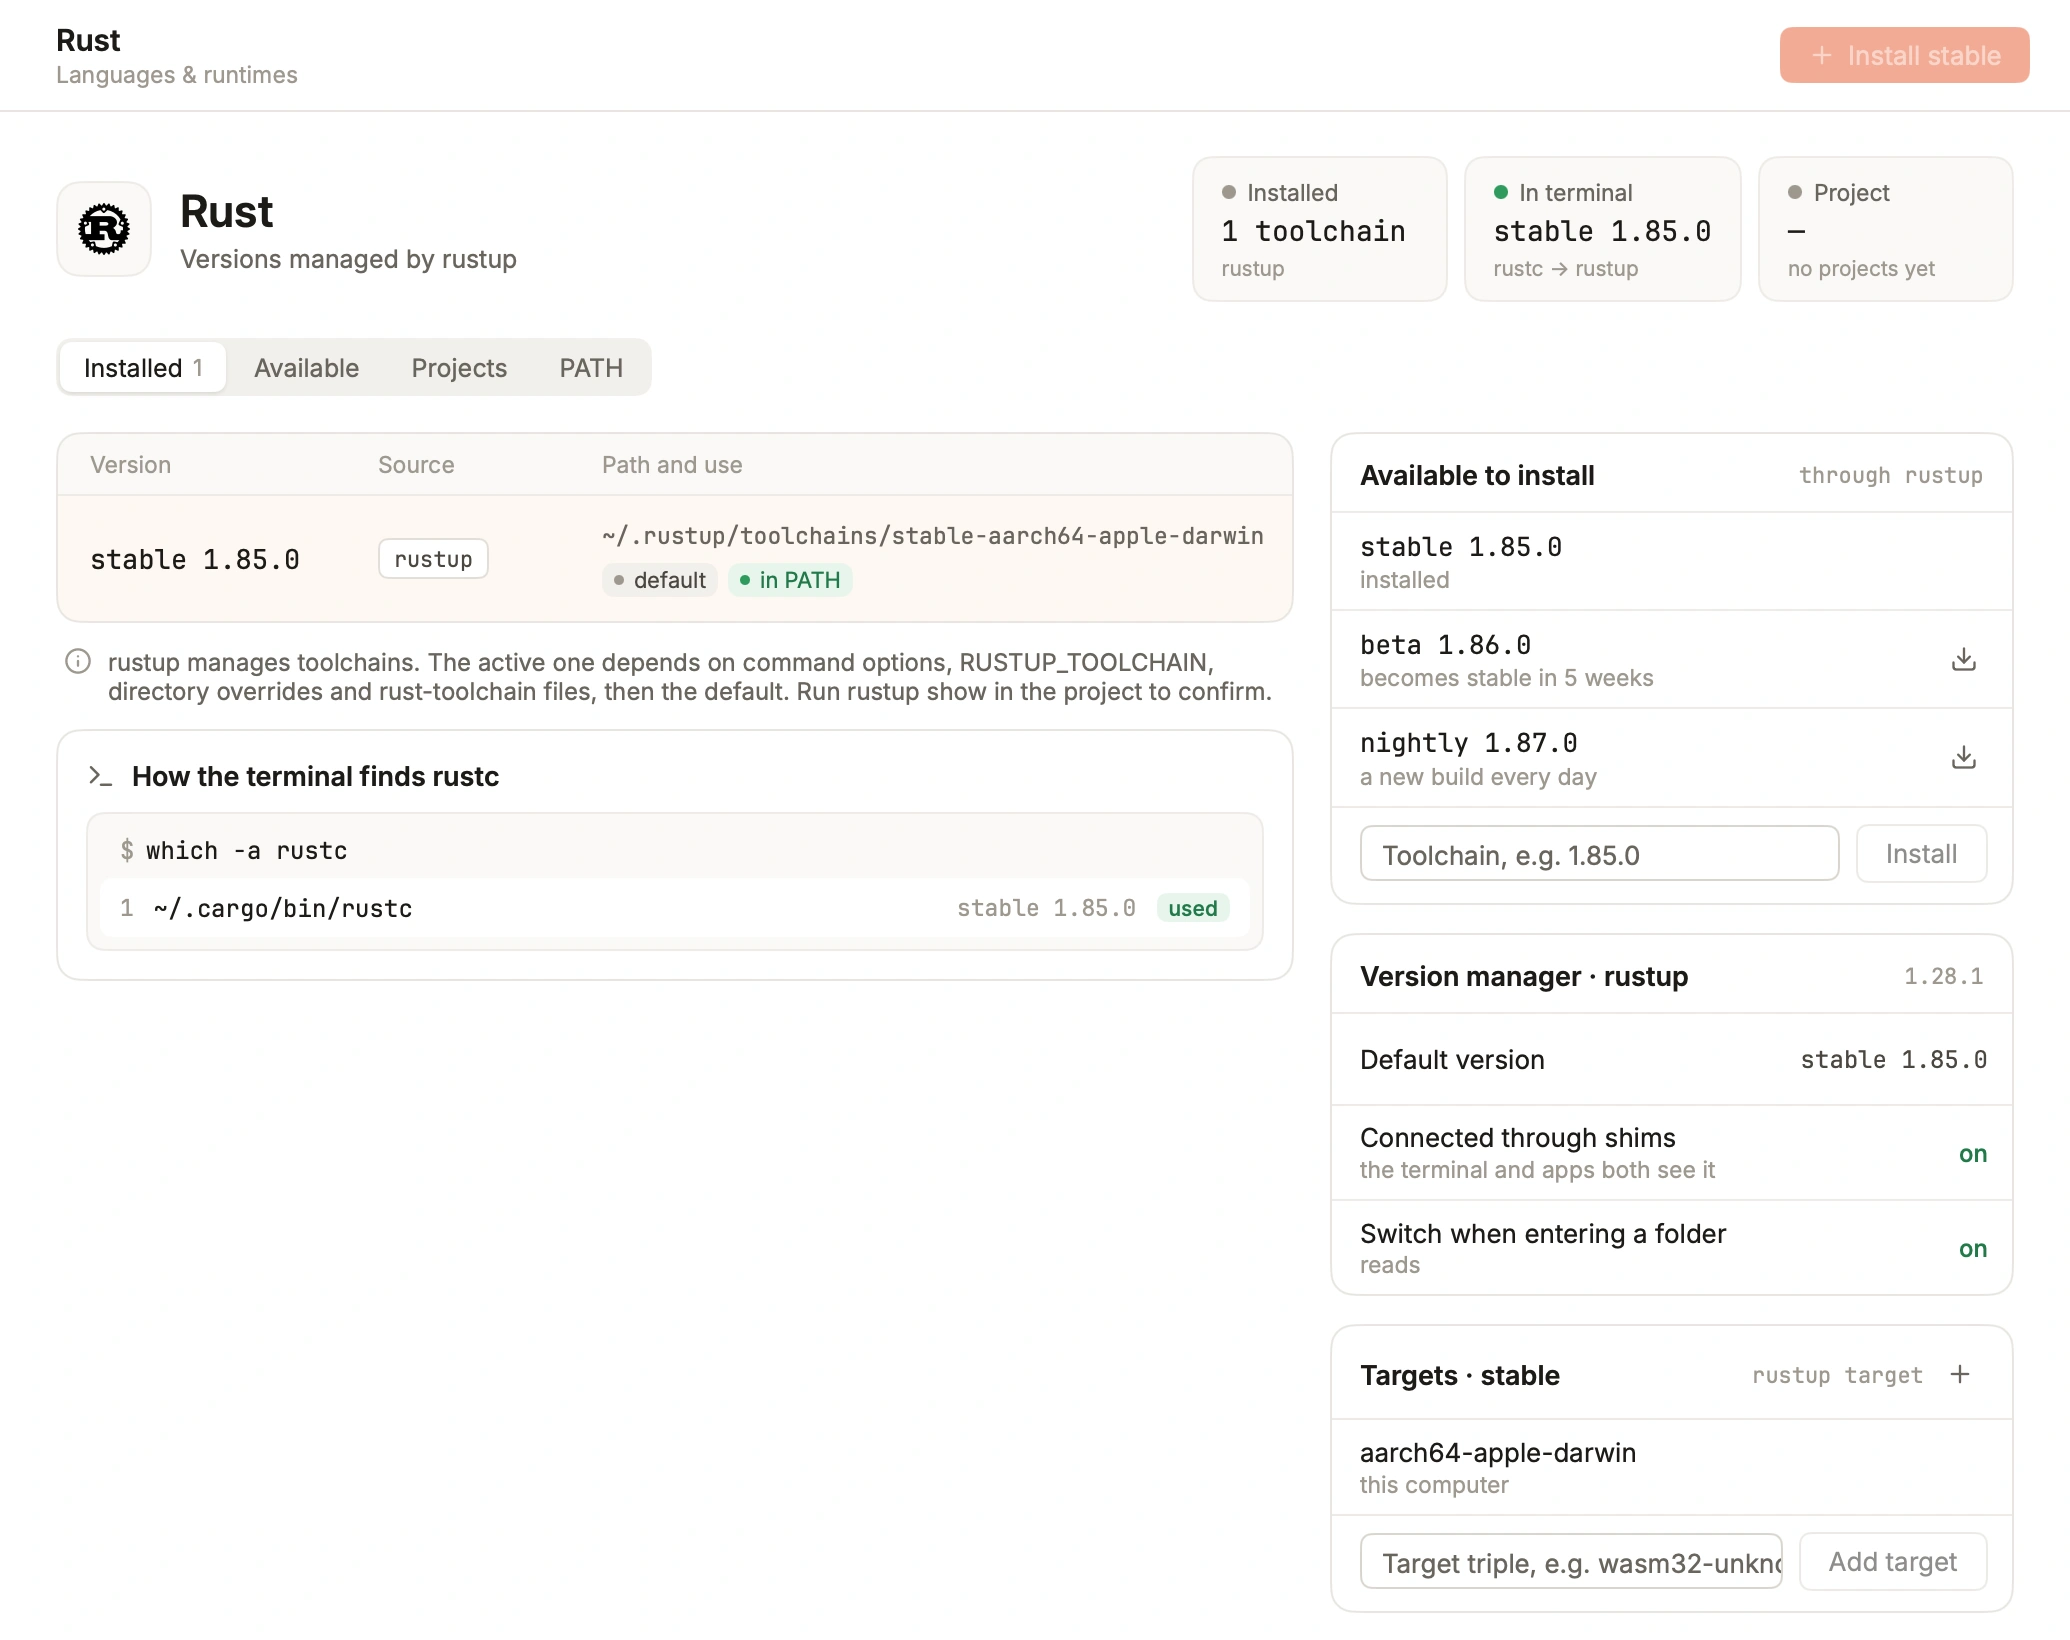 Rust
Languages & runtimes
+ Install stable
Rust
Versions managed by rustup
Installed
1 toolchain
rustup
In terminal
stable 1.85.0
rustc → rustup
Project
—
no projects yet
Installed 1
Available
Projects
PATH
Version
Source
Path and use
stable 1.85.0
rustup
~/.rustup/toolchains/stable-aarch64-apple-darwin
default
in PATH
rustup manages toolchains. The active one depends on command options, RUSTUP_TOOLCHAIN,
directory overrides and rust-toolchain files, then the default. Run rustup show in the project to confirm.
How the terminal finds rustc
$ which -a rustc
1 ~/.cargo/bin/rustc
stable 1.85.0
used
Available to install
through rustup
stable 1.85.0
installed
beta 1.86.0
becomes stable in 5 weeks
nightly 1.87.0
a new build every day
Toolchain, e.g. 1.85.0
Install
Version manager · rustup
1.28.1
Default version
stable 1.85.0
Connected through shims
the terminal and apps both see it
on
Switch when entering a folder
reads
on
Targets · stable
rustup target +
aarch64-apple-darwin
this computer
Target triple, e.g. wasm32-unkno
Add target